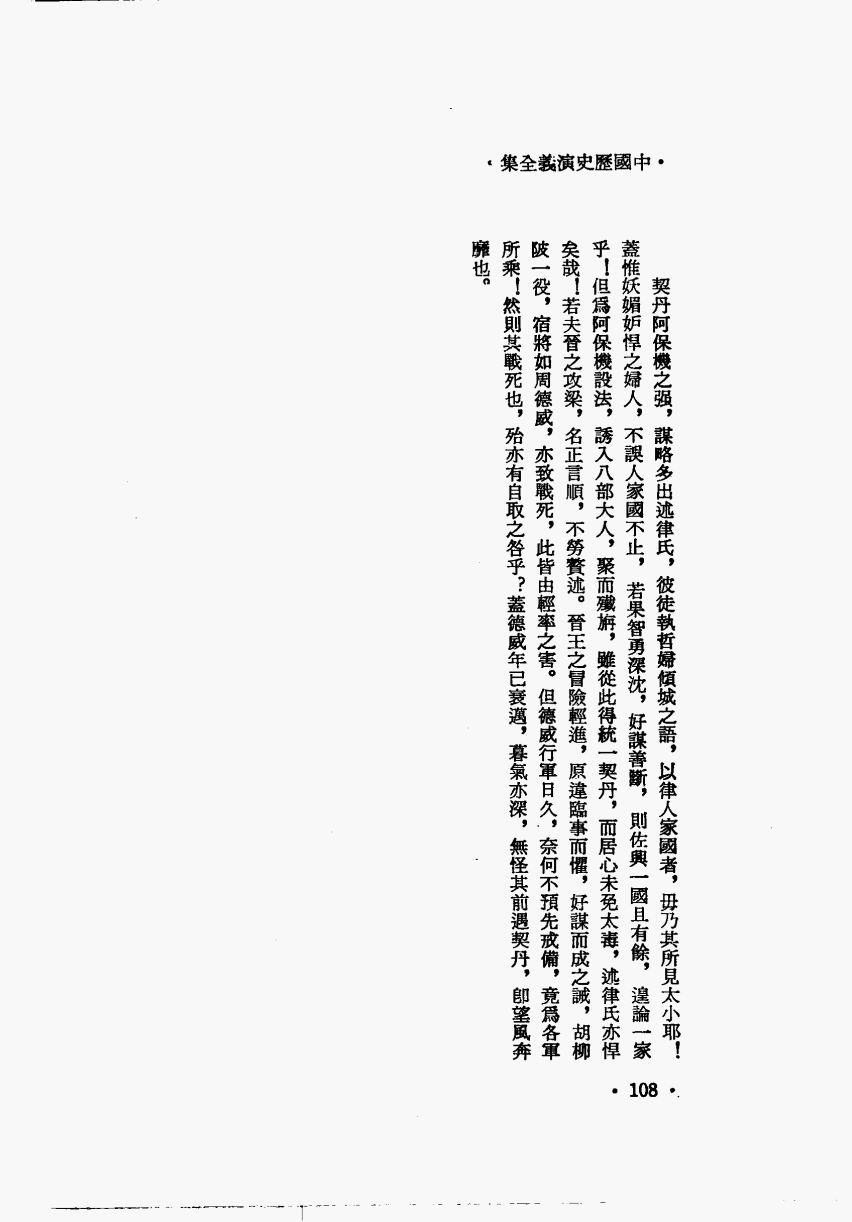 ・中國歷史演義全集・
契丹阿保機之强，謀略多出述律氏，彼徒執哲婦傾城之語，以律人家國者，毋乃其所見太小耶！
蓋惟妖媚妒悍之婦人，不誤人家國不止，若果智勇深沈，好謀善斷，則佐興一國且有餘，遑論一家
乎！但爲阿保機設法，誘入八部大人，聚而殲旃，雖從此得統一契丹，而居心未免太毒，述律氏亦悍
矣哉！若夫晉之攻梁，名正言順，不勞贅述。晉王之冒險輕進，原違臨事而懼，好謀而成之誡，胡柳
陂一役，宿將如周德威，亦致戰死，此皆由輕率之害。但德威行軍日久，奈何不預先戒備，竟爲各軍
所乘！然則其戰死也，殆亦有自取之咎乎？蓋德威年已衰邁，暮氣亦深，無怪其前遇契丹，卽望風奔
靡也。
・108・